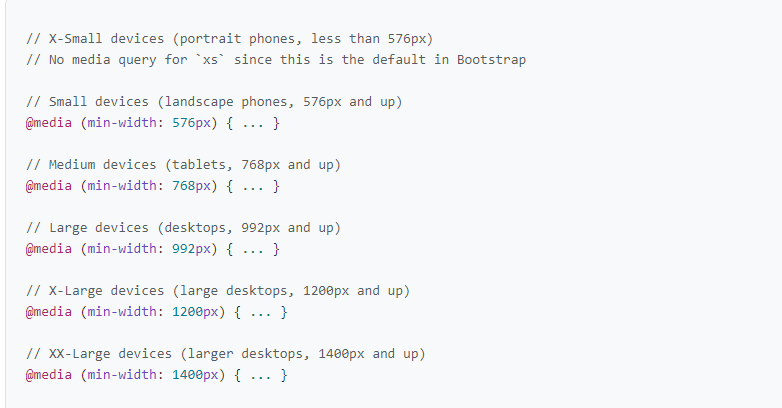 // X-Small devices (portrait phones, less than 576px)
// No media query for `xs` since this is the default in Bootstrap
// Small devices (landscape phones, 576px and up)
@media (min-width: 576px) { ... }
// Medium devices (tablets, 768px and up)
@media (min-width: 768px) { ... }
// Large devices (desktops, 992px and up)
@media (min-width: 992px) { ... }
// X-Large devices (large desktops, 1200px and up)
@media (min-width: 1200px) { ... }
// XX-Large devices (larger desktops, 1400px and up)
@media (min-width: 1400px) { ... }